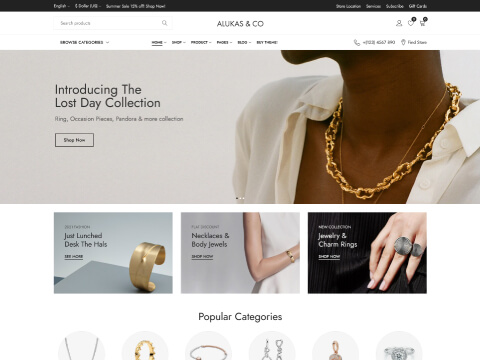 English
$ Dollar (US)
Summer Sale 15% off! Shop Now!
Store Location
Services
Subscribe
Gift Cards
Search products
ALUKAS & CO
0
0
BROWSE CATEGORIES
HOME
SHOP
PRODUCT
PAGES
BLOG
BUY THEME!
+(123) 4567 890
Find Store
Introducing The
Lost Day Collection
Ring, Occasion Pieces, Pandora & more collection
Shop Now
Just Lunched
Desk The Hals
SEE MORE
FLAT DISCOUNT
Necklaces &
Body Jewels
SHOP NOW
NEW COLLECTION
Jewelry &
Charm Rings
SHOP NOW
Popular Categories